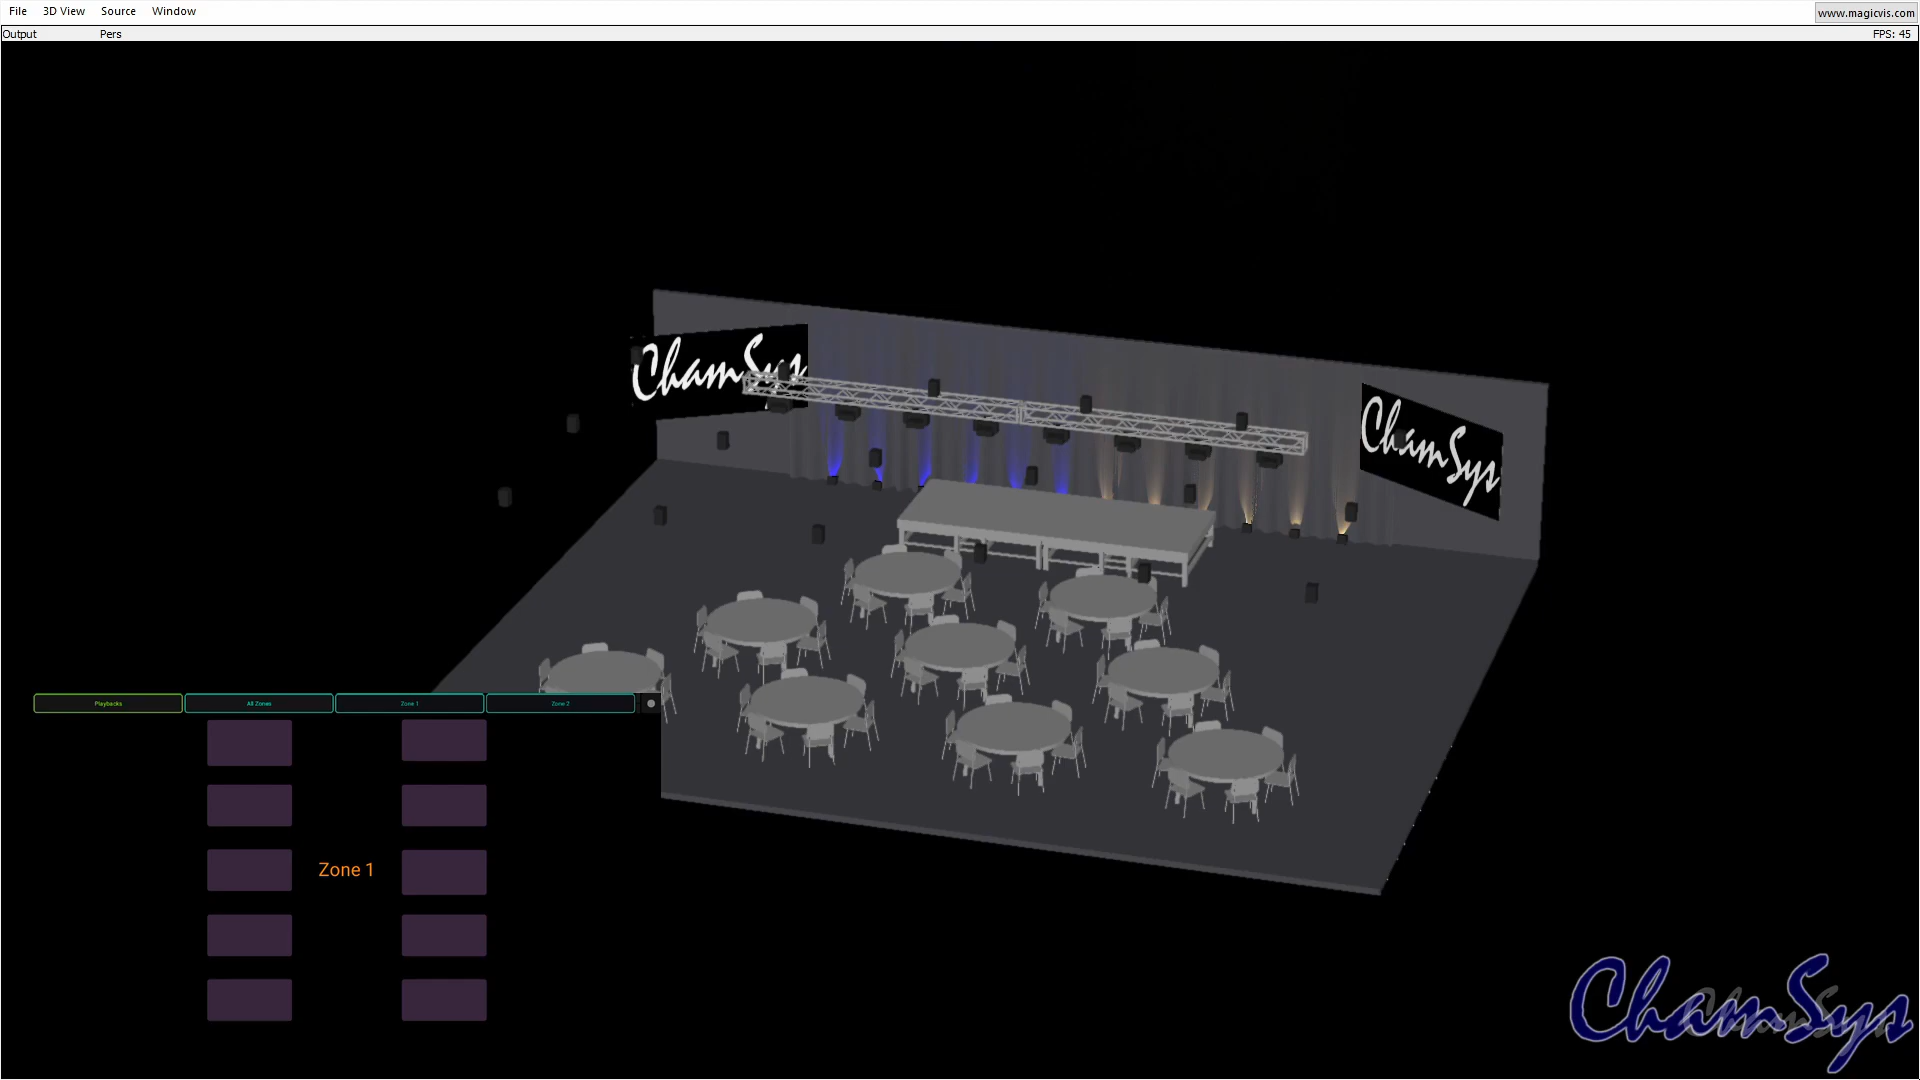 File 3D View Source Window www.magicvis.com
Output Pers FPS: 45
ChamSys
ChamSys
Playbacks All Zones Zone 1 Zone 2
Zone 1
ChamSys
ChamSys